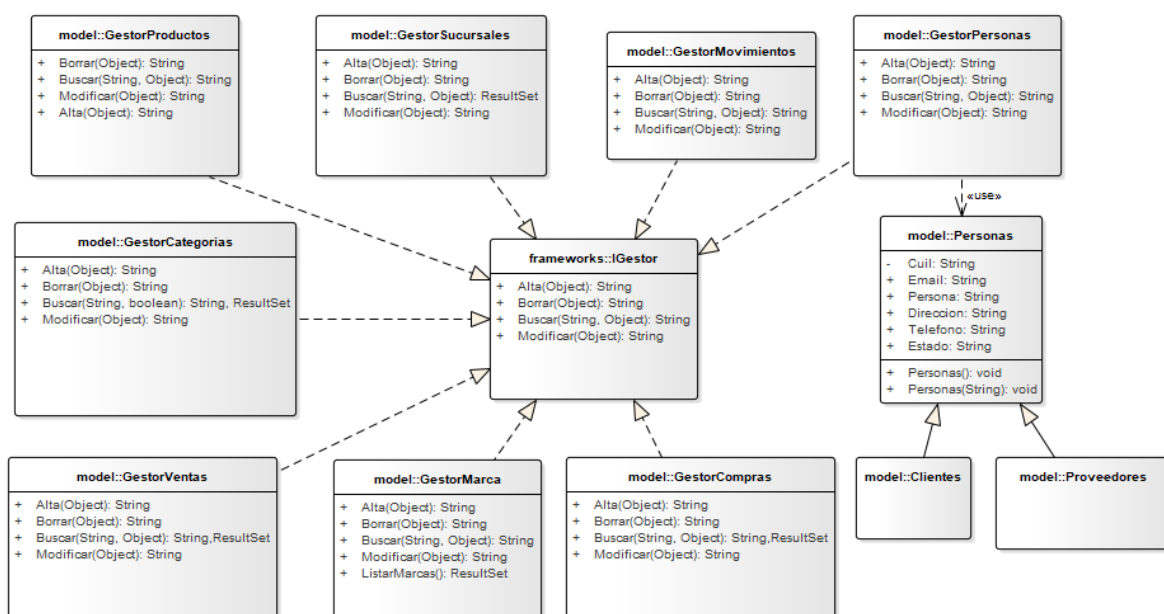 model::GestorProductos
+ Borrar(Object): String
+ Buscar(String, Object): String
+ Modificar(Object): String
+ Alta(Object): String
model::GestorSucursales
+ Alta(Object): String
+ Borrar(Object): String
+ Buscar(String, Object): ResultSet
+ Modificar(Object): String
model::GestorMovimientos
+ Alta(Object): String
+ Borrar(Object): String
+ Buscar(String, Object): String
+ Modificar(Object): String
model::GestorPersonas
+ Alta(Object): String
+ Borrar(Object): String
+ Buscar(String, Object): String
+ Modificar(Object): String
«use»
model::GestorCategorias
+ Alta(Object): String
+ Borrar(Object): String
+ Buscar(String, boolean): String, ResultSet
+ Modificar(Object): String
frameworks::IGestor
+ Alta(Object): String
+ Borrar(Object): String
+ Buscar(String, Object): String
+ Modificar(Object): String
model::Personas
- Cuil: String
+ Email: String
+ Persona: String
+ Direccion: String
+ Telefono: String
+ Estado: String
+ Personas(): void
+ Personas(String): void
model::GestorVentas
+ Alta(Object): String
+ Borrar(Object): String
+ Buscar(String, Object): String,ResultSet
+ Modificar(Object): String
model::GestorMarca
+ Alta(Object): String
+ Borrar(Object): String
+ Buscar(String, Object): String
+ Modificar(Object): String
+ ListarMarcas(): ResultSet
model::GestorCompras
+ Alta(Object): String
+ Borrar(Object): String
+ Buscar(String, Object): String,ResultSet
+ Modificar(Object): String
model::Clientes
model::Proveedores